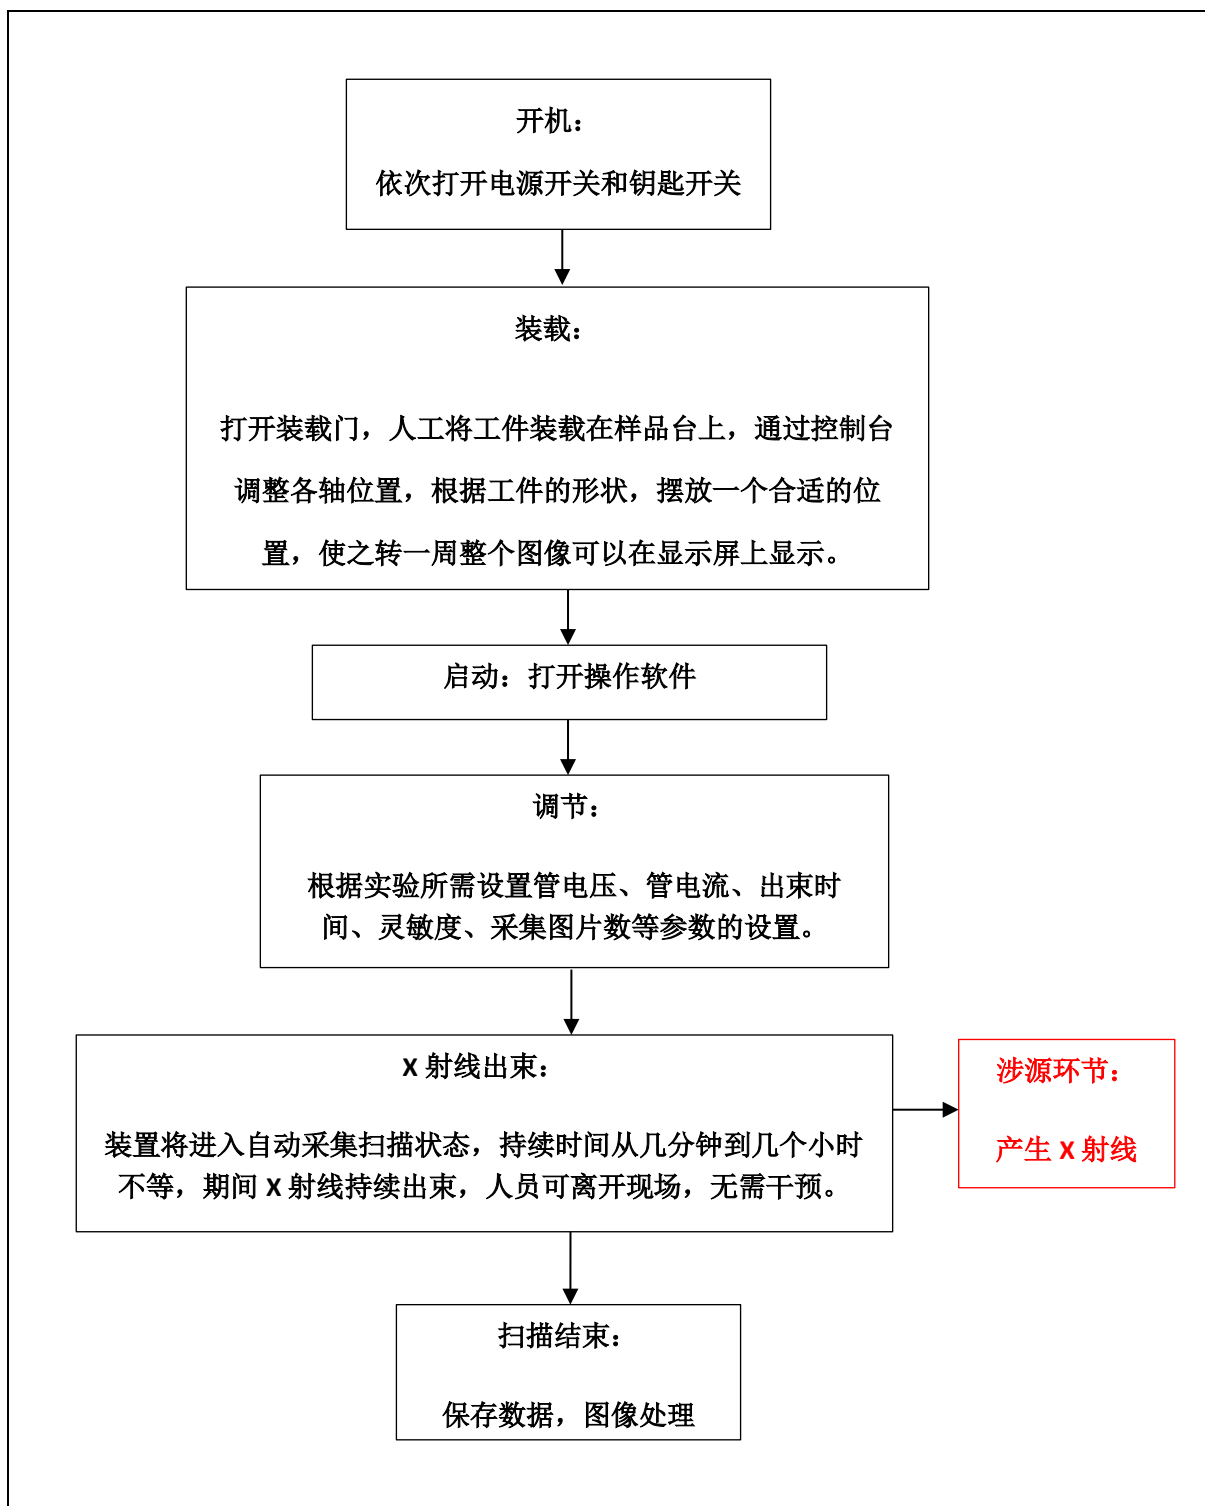 开机：
依次打开电源开关和钥匙开关
装载：
打开装载门，人工将工件装载在样品台上，通过控制台
调整各轴位置，根据工件的形状，摆放一个合适的位
置，使之转一周整个图像可以在显示屏上显示。
启动：打开操作软件
调节：
根据实验所需设置管电压、管电流、出束时
间、灵敏度、采集图片数等参数的设置。
X 射线出束：
装置将进入自动采集扫描状态，持续时间从几分钟到几个小时
不等，期间 X 射线持续出束，人员可离开现场，无需干预。
涉源环节：
产生 X 射线
扫描结束：
保存数据，图像处理